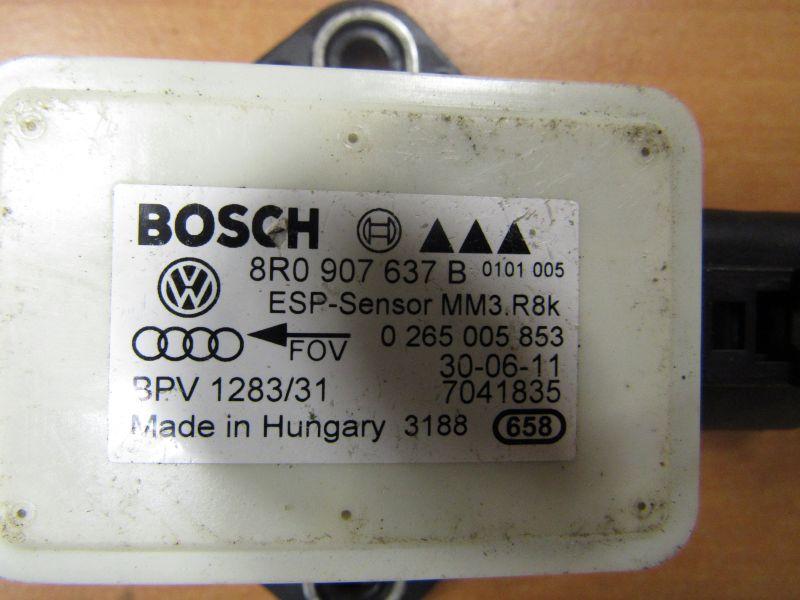 BOSCH
8R0 907 637 B 0101 005
ESP-Sensor MM3.R8k
FOV 0 265 005 853
30-06-11
BPV 1283/31 7041835
Made in Hungary 3188 658